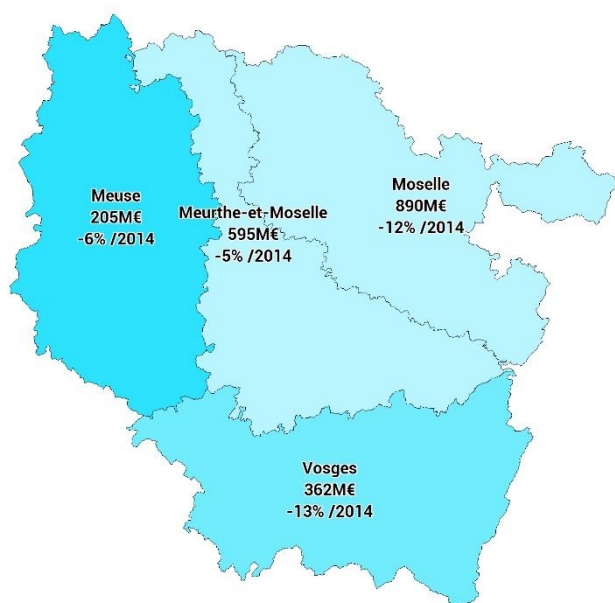 Meuse
205M€
-6% /2014
Meurthe-et-Moselle
595M€
-5% /2014
Moselle
890M€
-12% /2014
Vosges
362M€
-13% /2014